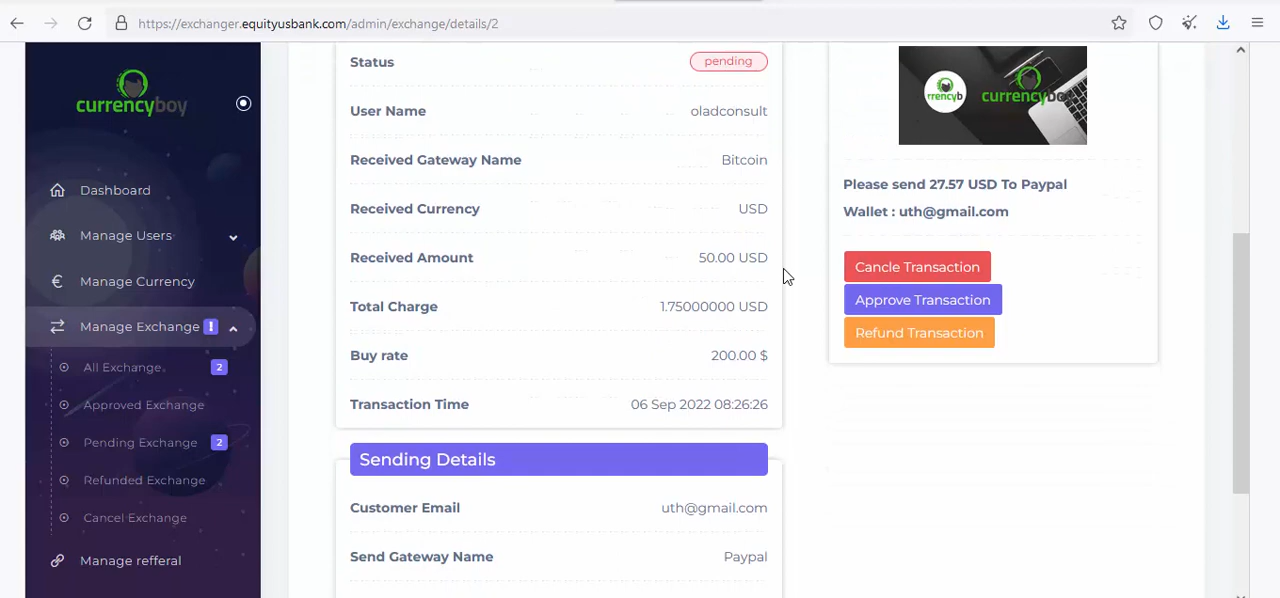 https://exchanger.equityusbank.com/admin/exchange/details/2
currencyboy
Dashboard
Manage Users
Manage Currency
Manage Exchange !
All Exchange 2
Approved Exchange
Pending Exchange 2
Refunded Exchange
Cancel Exchange
Manage refferal
Status pending
User Name oladconsult
Received Gateway Name Bitcoin
Received Currency USD
Received Amount 50.00 USD
Total Charge 1.75000000 USD
Buy rate 200.00 $
Transaction Time 06 Sep 2022 08:26:26
Sending Details
Customer Email uth@gmail.com
Send Gateway Name Paypal
rrencyb currencybo
Please send 27.57 USD To Paypal
Wallet : uth@gmail.com
Cancle Transaction
Approve Transaction
Refund Transaction